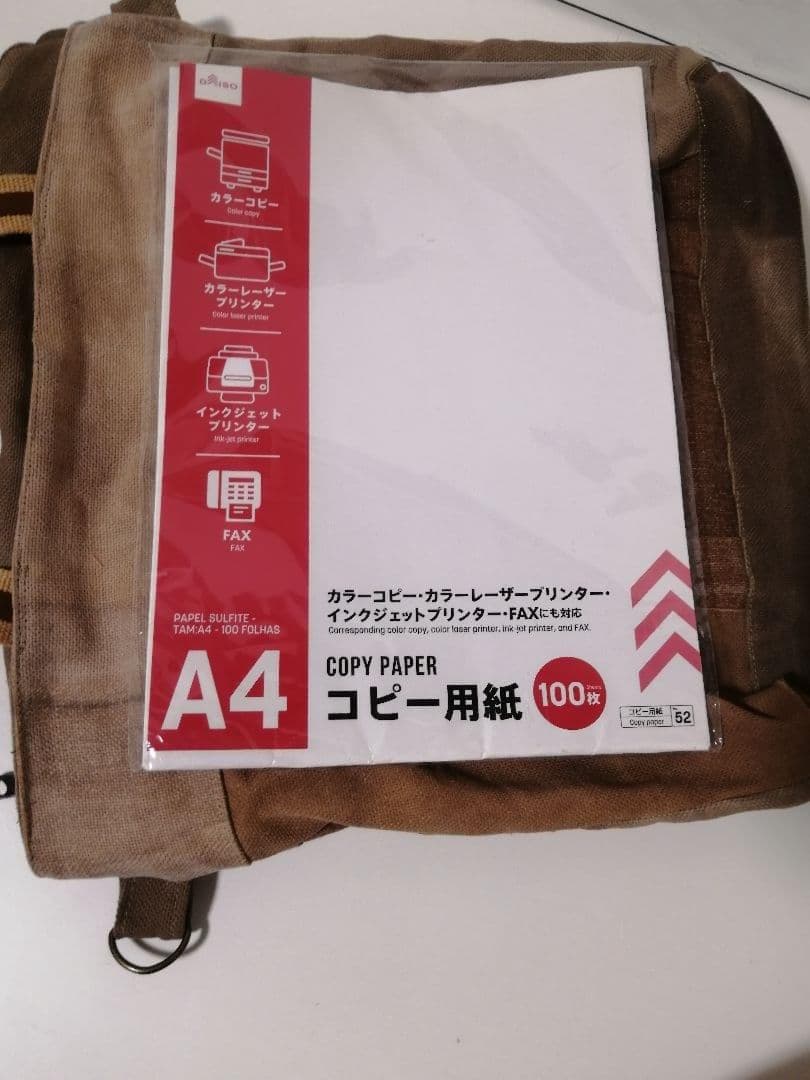 DAISO
カラーコピー
Color copy
カラーレーザー
プリンター
Color laser printer
インクジェット
プリンター
Ink-jet printer
FAX
FAX
PAPEL SULFITE -
TAM:A4 - 100 FOLHAS
A4
カラーコピー・カラーレーザープリンター・
インクジェットプリンター・FAXにも対応
Corresponding color copy, color laser printer, ink-jet printer, and FAX.
COPY PAPER
コピー用紙
100枚
Sheets
コピー用紙
Copy paper
No.
52